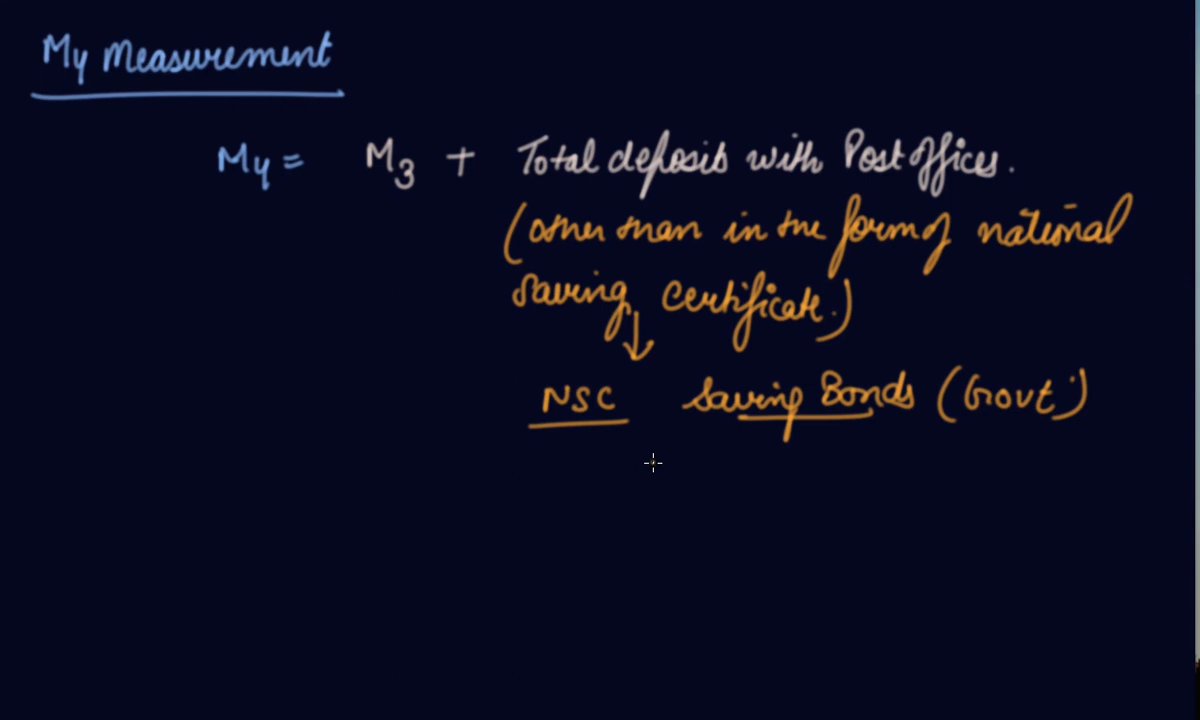 M4 Measurement
M4 = M3 + Total deposits with Post offices.
(other than in the form of national
saving certificate.)
NSC Saving Bonds (Govt.)